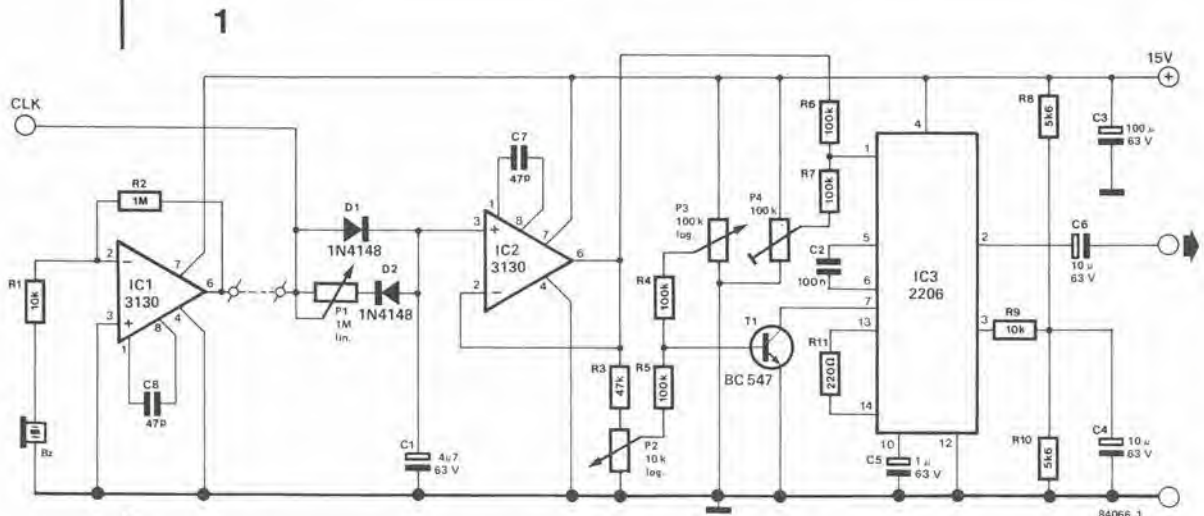 1
15V
+
CLK
R8
5k6
C3
100 µ
63 V
R6
100k
4
C7
47p
R2
1M
1
R7
100k
D1
1N4148
P3
100k
log.
P4
100k
1
8
7
3
+
IC2
3130
6
2
−
4
C2
100n
5
6
IC3
2206
2
C6
10 µ
63 V
R1
10k
2
−
IC1
3130
7
6
3
+
8
4
1
P1
1M
lin.
D2
1N4148
R4
100k
7
13
3
R9
10k
T1
BC 547
R11
220Ω
R3
47k
R5
100k
14
C8
47p
Bz
C1
4µ7
63 V
P2
10k
log.
10
12
C5
1 µ
63 V
R10
5k6
C4
10 µ
63 V
84066 1